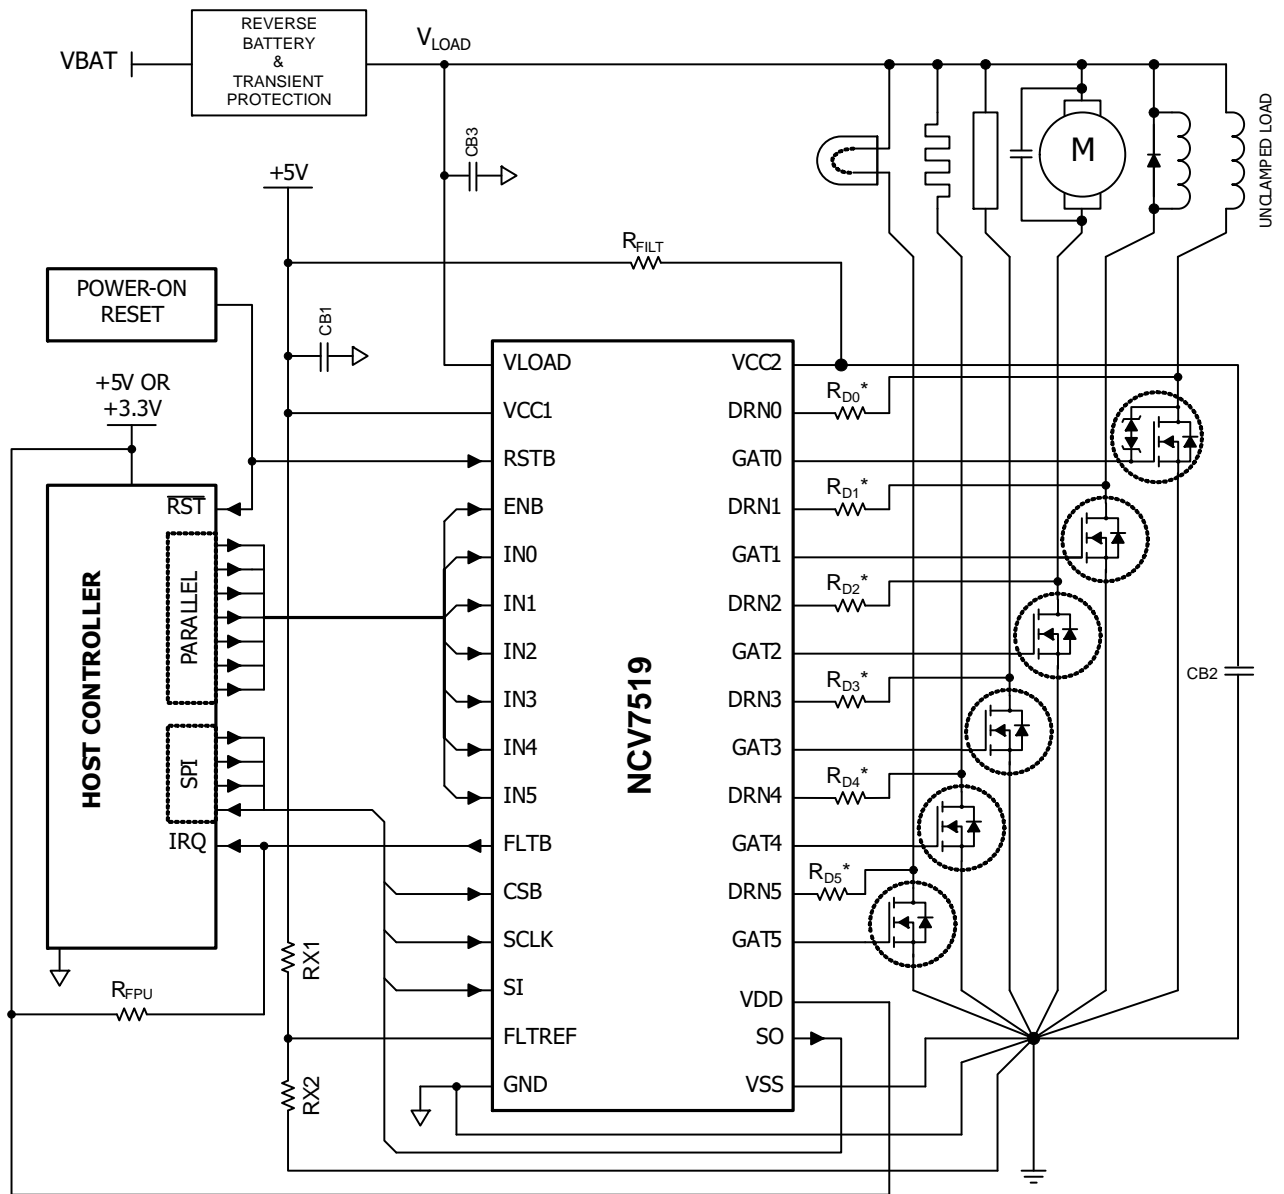 REVERSE
BATTERY
&
TRANSIENT
PROTECTION
VBAT
VLOAD
CB3
+5V
M
UNCLAMPED LOAD
RFILT
POWER-ON
RESET
CB1
+5V OR
+3.3V
HOST CONTROLLER
RST
PARALLEL
SPI
IRQ
RFPU
RX1
RX2
NCV7519
VLOAD
VCC1
RSTB
ENB
IN0
IN1
IN2
IN3
IN4
IN5
FLTB
CSB
SCLK
SI
FLTREF
GND
VCC2
DRN0
GAT0
DRN1
GAT1
DRN2
GAT2
DRN3
GAT3
DRN4
GAT4
DRN5
GAT5
VDD
SO
VSS
RD0*
RD1*
RD2*
RD3*
RD4*
RD5*
CB2